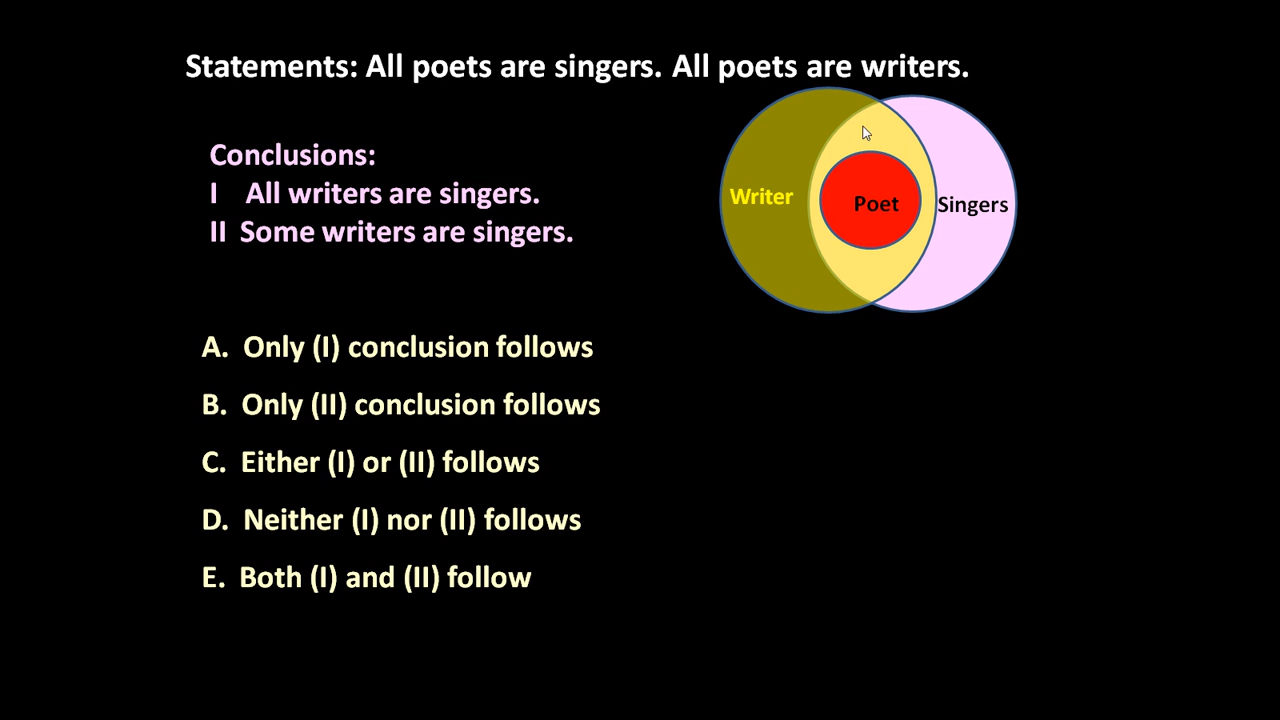 Statements: All poets are singers. All poets are writers.
Conclusions:
I All writers are singers.
II Some writers are singers.
Writer
Poet
Singers
A. Only (I) conclusion follows
B. Only (II) conclusion follows
C. Either (I) or (II) follows
D. Neither (I) nor (II) follows
E. Both (I) and (II) follow